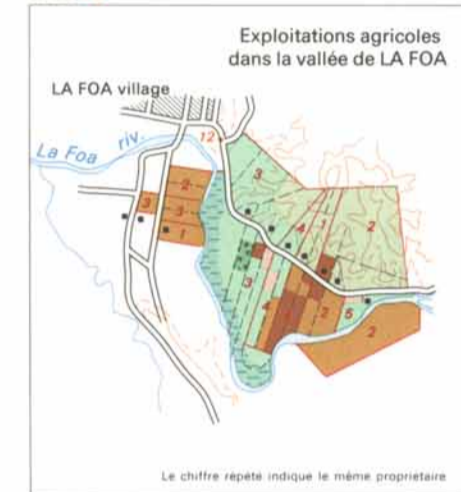 Exploitations agricoles
dans la vallée de LA FOA
LA FOA village
La Foa riv.
12
3
2
3
3
1
4
1
2
3
4
2
5
2
Le chiffre répété indique le même propriétaire